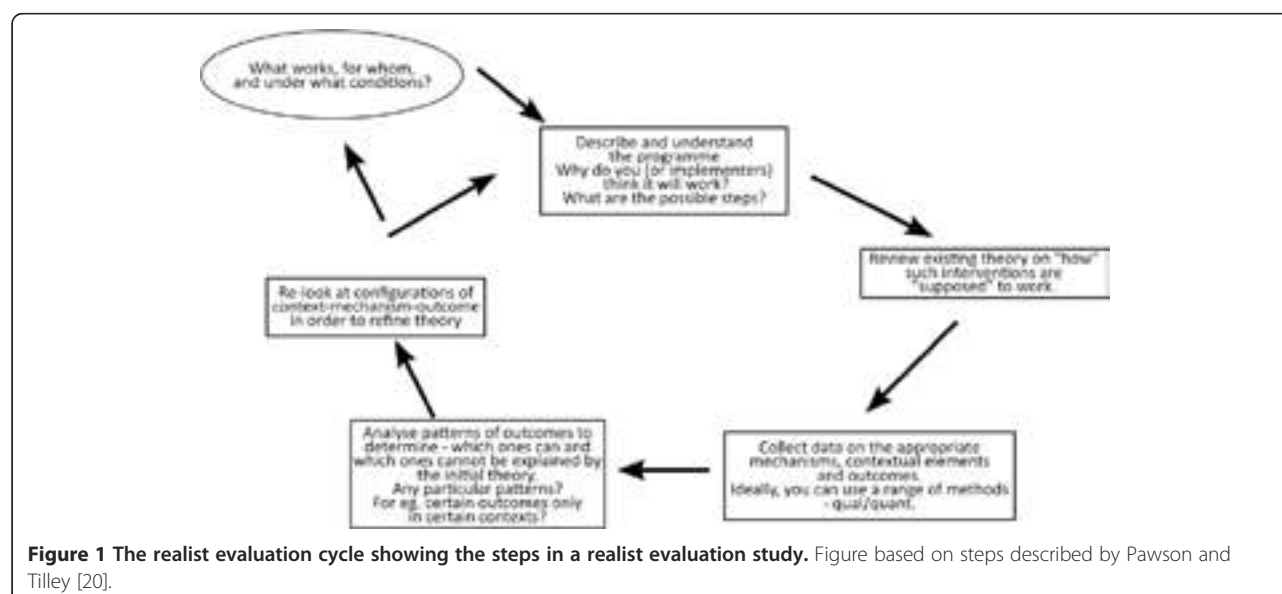 What works, for whom,
and under what conditions?
Describe and understand
the programme
Why do you (or implementers)
think it will work?
What are the possible steps?
Review existing theory on "how"
such interventions are
"supposed" to work.
Collect data on the appropriate
mechanisms, contextual elements
and outcomes.
Ideally, you can use a range of methods
- qual/quant.
Analyse patterns of outcomes to
determine - which ones can and
which ones cannot be explained by
the initial theory.
Any particular patterns?
For eg. certain outcomes only
in certain contexts?
Re-look at configurations of
context-mechanism-outcome
in order to refine theory
Figure 1 The realist evaluation cycle showing the steps in a realist evaluation study. Figure based on steps described by Pawson and
Tilley [20].